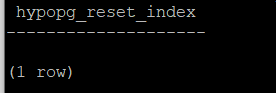 hypopg_reset_index
--------------------
(1 row)